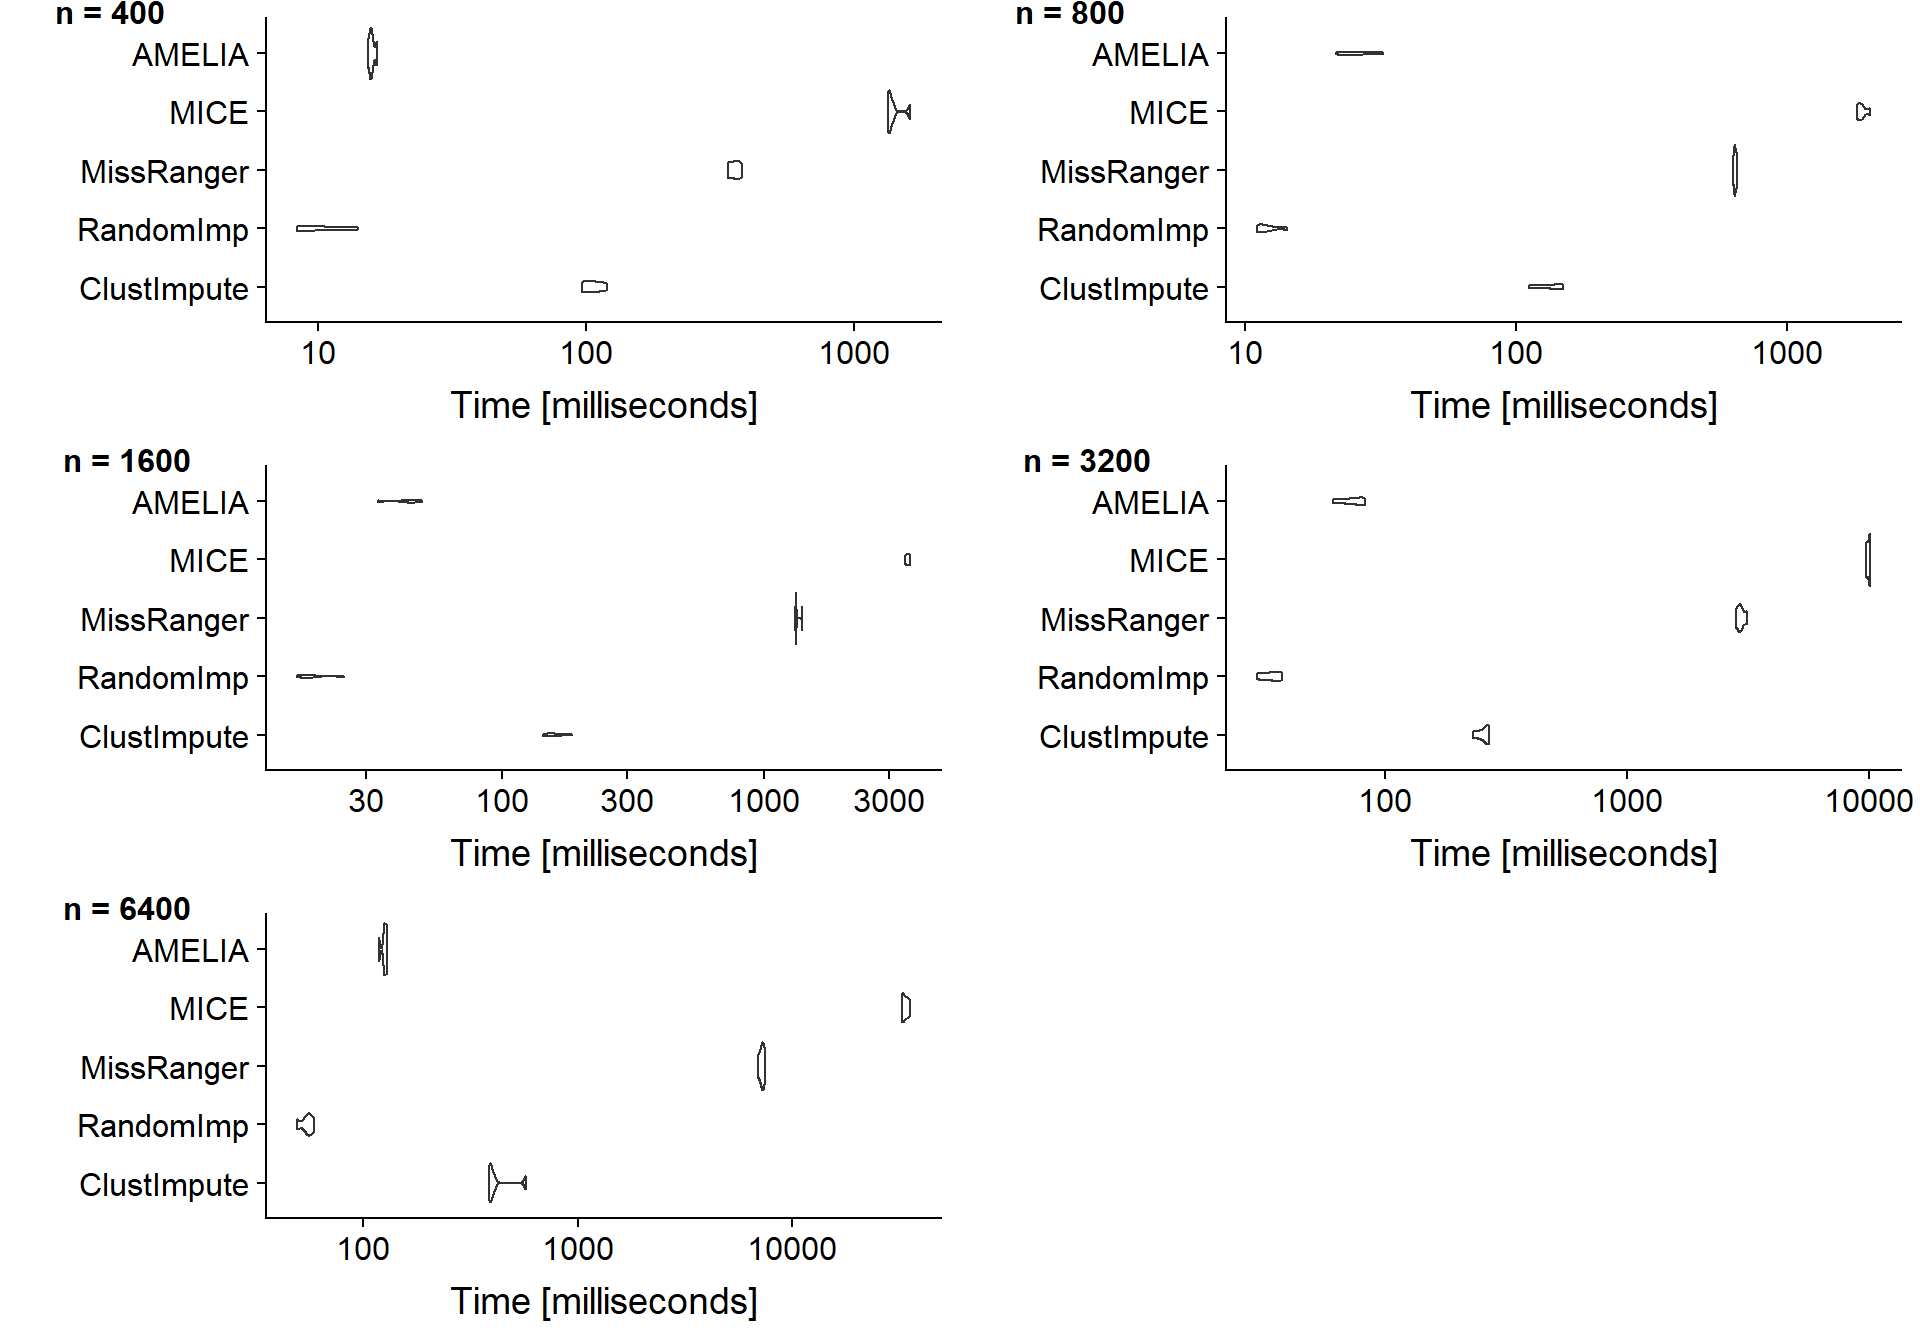 n = 400
AMELIA
MICE
MissRanger
RandomImp
ClustImpute
10 100 1000
Time [milliseconds]
n = 800
AMELIA
MICE
MissRanger
RandomImp
ClustImpute
10 100 1000
Time [milliseconds]
n = 1600
AMELIA
MICE
MissRanger
RandomImp
ClustImpute
30 100 300 1000 3000
Time [milliseconds]
n = 3200
AMELIA
MICE
MissRanger
RandomImp
ClustImpute
100 1000 10000
Time [milliseconds]
n = 6400
AMELIA
MICE
MissRanger
RandomImp
ClustImpute
100 1000 10000
Time [milliseconds]